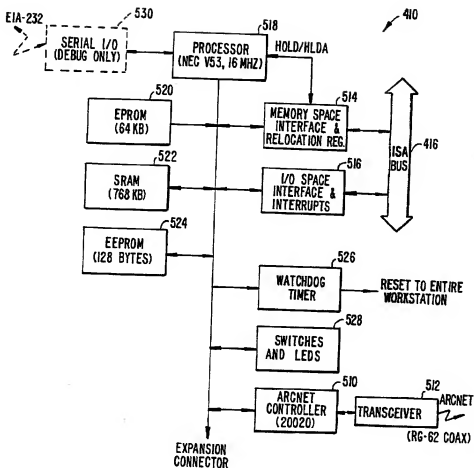 EIA-232
530
SERIAL I/O
(DEBUG ONLY)
518
PROCESSOR
(NEC V53, 16 MHZ)
HOLD/HLDA
410
520
EPROM
(64 KB)
514
MEMORY SPACE
INTERFACE &
RELOCATION REG.
ISA
BUS
416
522
SRAM
(768 KB)
516
I/O SPACE
INTERFACE &
INTERRUPTS
524
EEPROM
(128 BYTES)
526
WATCHDOG
TIMER
RESET TO ENTIRE
WORKSTATION
528
SWITCHES
AND LEDS
510
ARCNET
CONTROLLER
(20020)
512
TRANSCEIVER
ARCNET
(RG-62 COAX)
EXPANSION
CONNECTOR